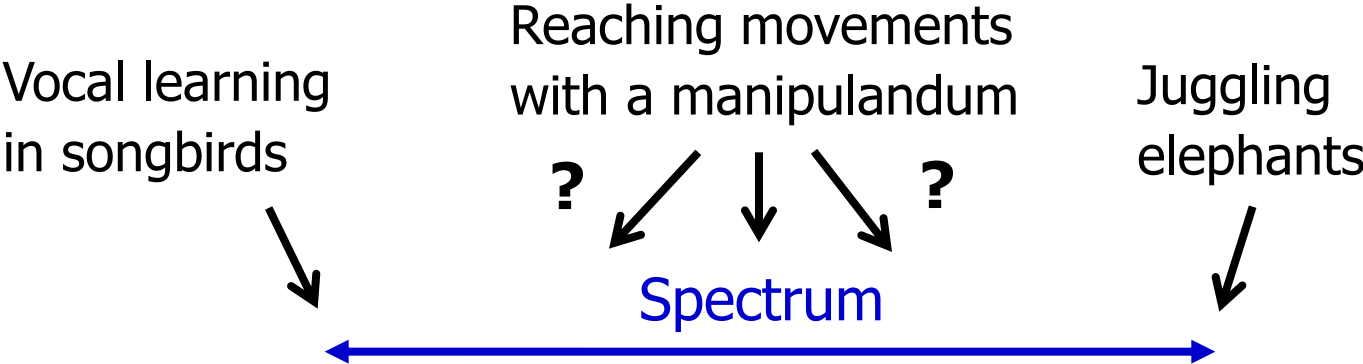 Vocal learning
in songbirds
Reaching movements
with a manipulandum
Juggling
elephants
?
?
Spectrum